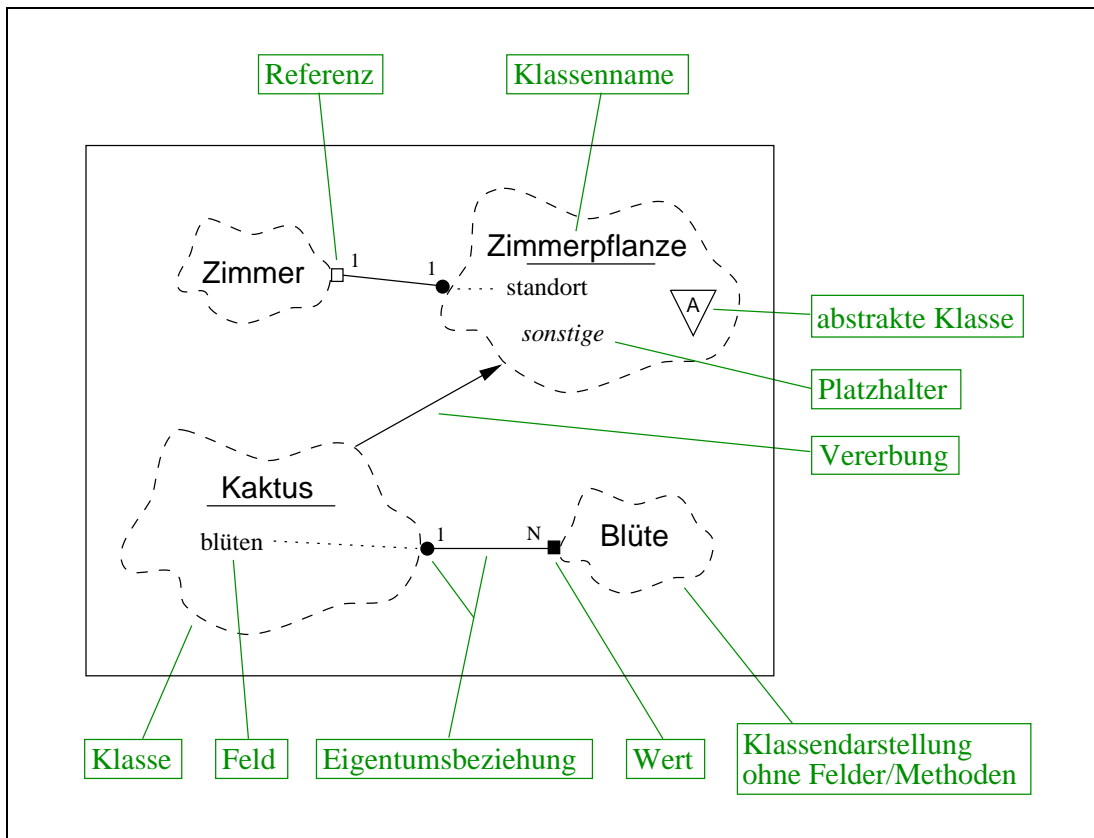 Referenz
Klassenname
Zimmer
1
1
Zimmerpflanze
standort
A
sonstige
abstrakte Klasse
Platzhalter
Vererbung
Kaktus
blüten
1
N
Blüte
Klasse
Feld
Eigentumsbeziehung
Wert
Klassendarstellung
ohne Felder/Methoden